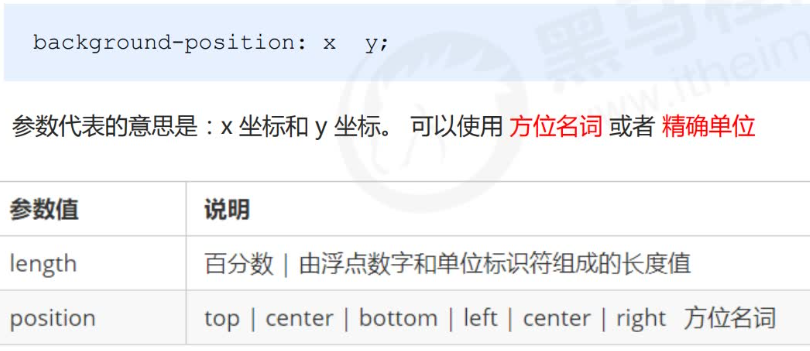 background-position: x y;
参数代表的意思是：x 坐标和 y 坐标。 可以使用 方位名词 或者 精确单位
参数值 说明
length 百分数 | 由浮点数字和单位标识符组成的长度值
position top | center | bottom | left | center | right 方位名词